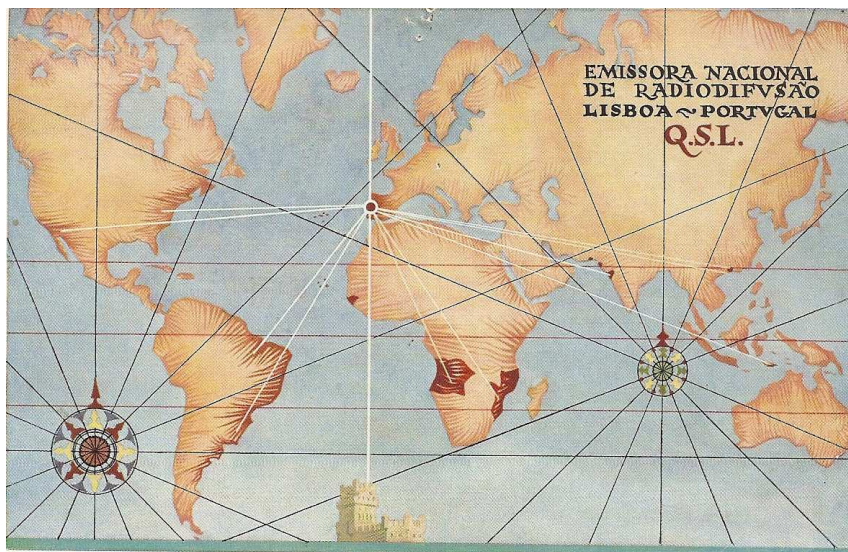 EMISSORA NACIONAL
DE RADIODIFVSÃO
LISBOA ~ PORTVGAL
Q.S.L.